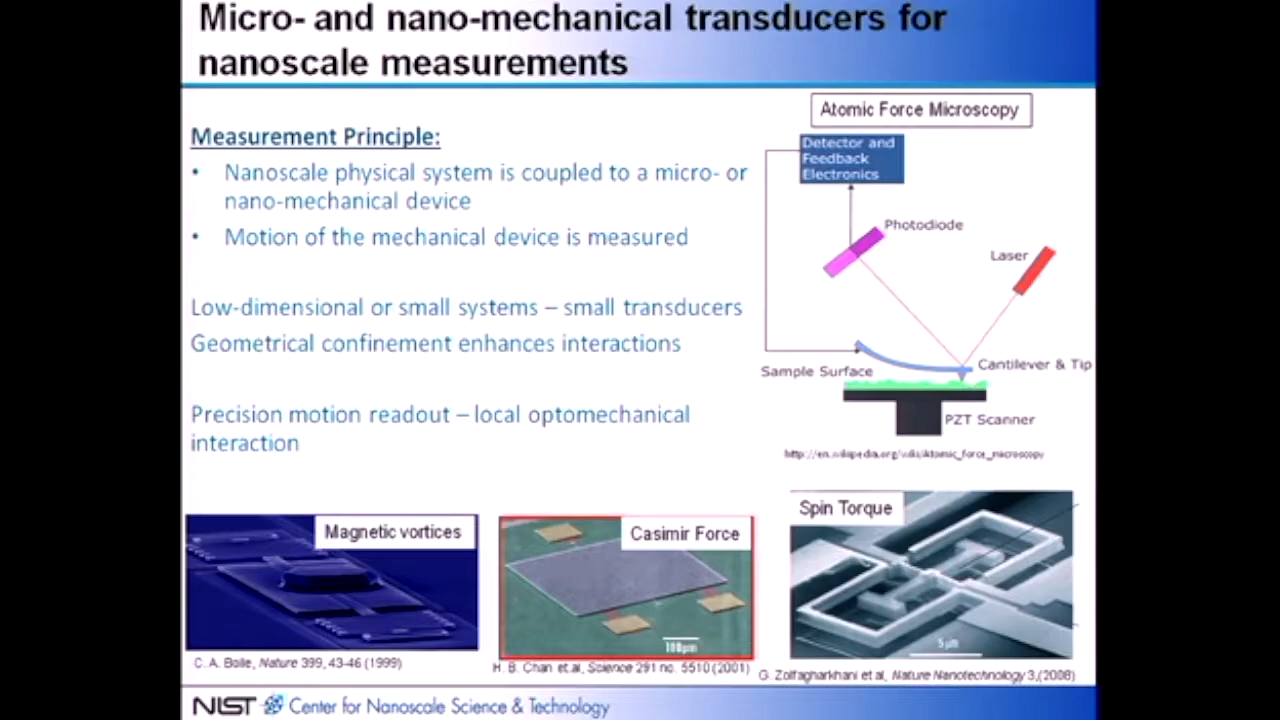 Micro- and nano-mechanical transducers for
nanoscale measurements
Measurement Principle:
• Nanoscale physical system is coupled to a micro- or
nano-mechanical device
• Motion of the mechanical device is measured
Low-dimensional or small systems – small transducers
Geometrical confinement enhances interactions
Precision motion readout – local optomechanical
interaction
Atomic Force Microscopy
Detector and
Feedback
Electronics
Photodiode
Laser
Cantilever & Tip
Sample Surface
PZT Scanner
http://en.wikipedia.org/wiki/Atomic_force_microscopy
Magnetic vortices
C. A. Bolle, Nature 399, 43-46 (1999)
Casimir Force
100µm
H. B. Chan et.al, Science 291 no. 5510 (2001)
Spin Torque
5 µm
G. Zolfagharkhani et al, Nature Nanotechnology 3,(2008)
NIST Center for Nanoscale Science & Technology